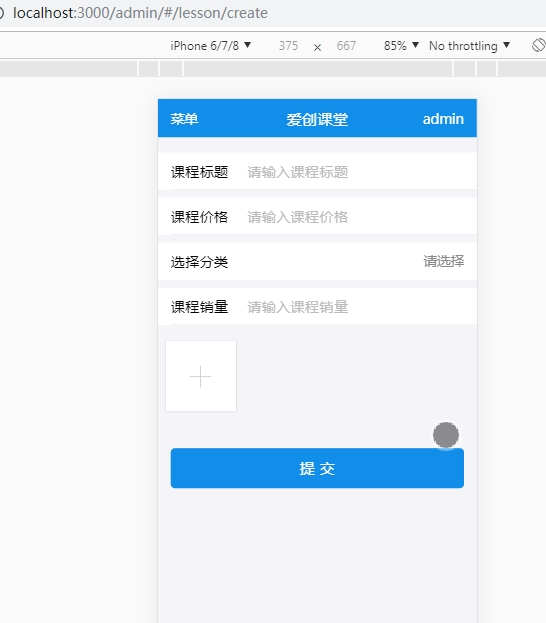 localhost:3000/admin/#/lesson/create
iPhone 6/7/8 ▼ 375 × 667 85% ▼ No throttling ▼
菜单 爱创课堂 admin
课程标题 请输入课程标题
课程价格 请输入课程价格
选择分类 请选择
课程销量 请输入课程销量
提 交